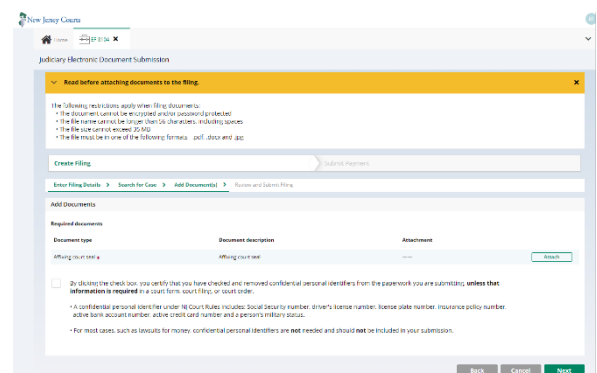 New Jersey Courts
Home
EF 0104
Judiciary Electronic Document Submission
Read before attaching documents to the filing.
The following restrictions apply when filing documents:
• The document cannot be encrypted and/or password protected
• The file name cannot be longer than 56 characters, including spaces
• The file size cannot exceed 35 MB
• The file must be in one of the following formats: .pdf, .docx and .jpg
Create Filing
Submit Payment
Enter Filing Details > Search for Case > Add Document(s) > Review and Submit Filing
Add Documents
Required documents
Document type Document description Attachment
Affixing court seal Affixing court seal Attach
By clicking the check box, you certify that you have checked and removed confidential personal identifiers from the paperwork you are submitting, unless that
information is required in a court form, court filing, or court order.
• A confidential personal identifier under NJ Court Rules includes: Social Security number, driver's license number, license plate number, insurance policy number,
active bank account number, active credit card number and a person's military status.
• For most cases, such as lawsuits for money, confidential personal identifiers are not needed and should not be included in your submission.
Back Cancel Next